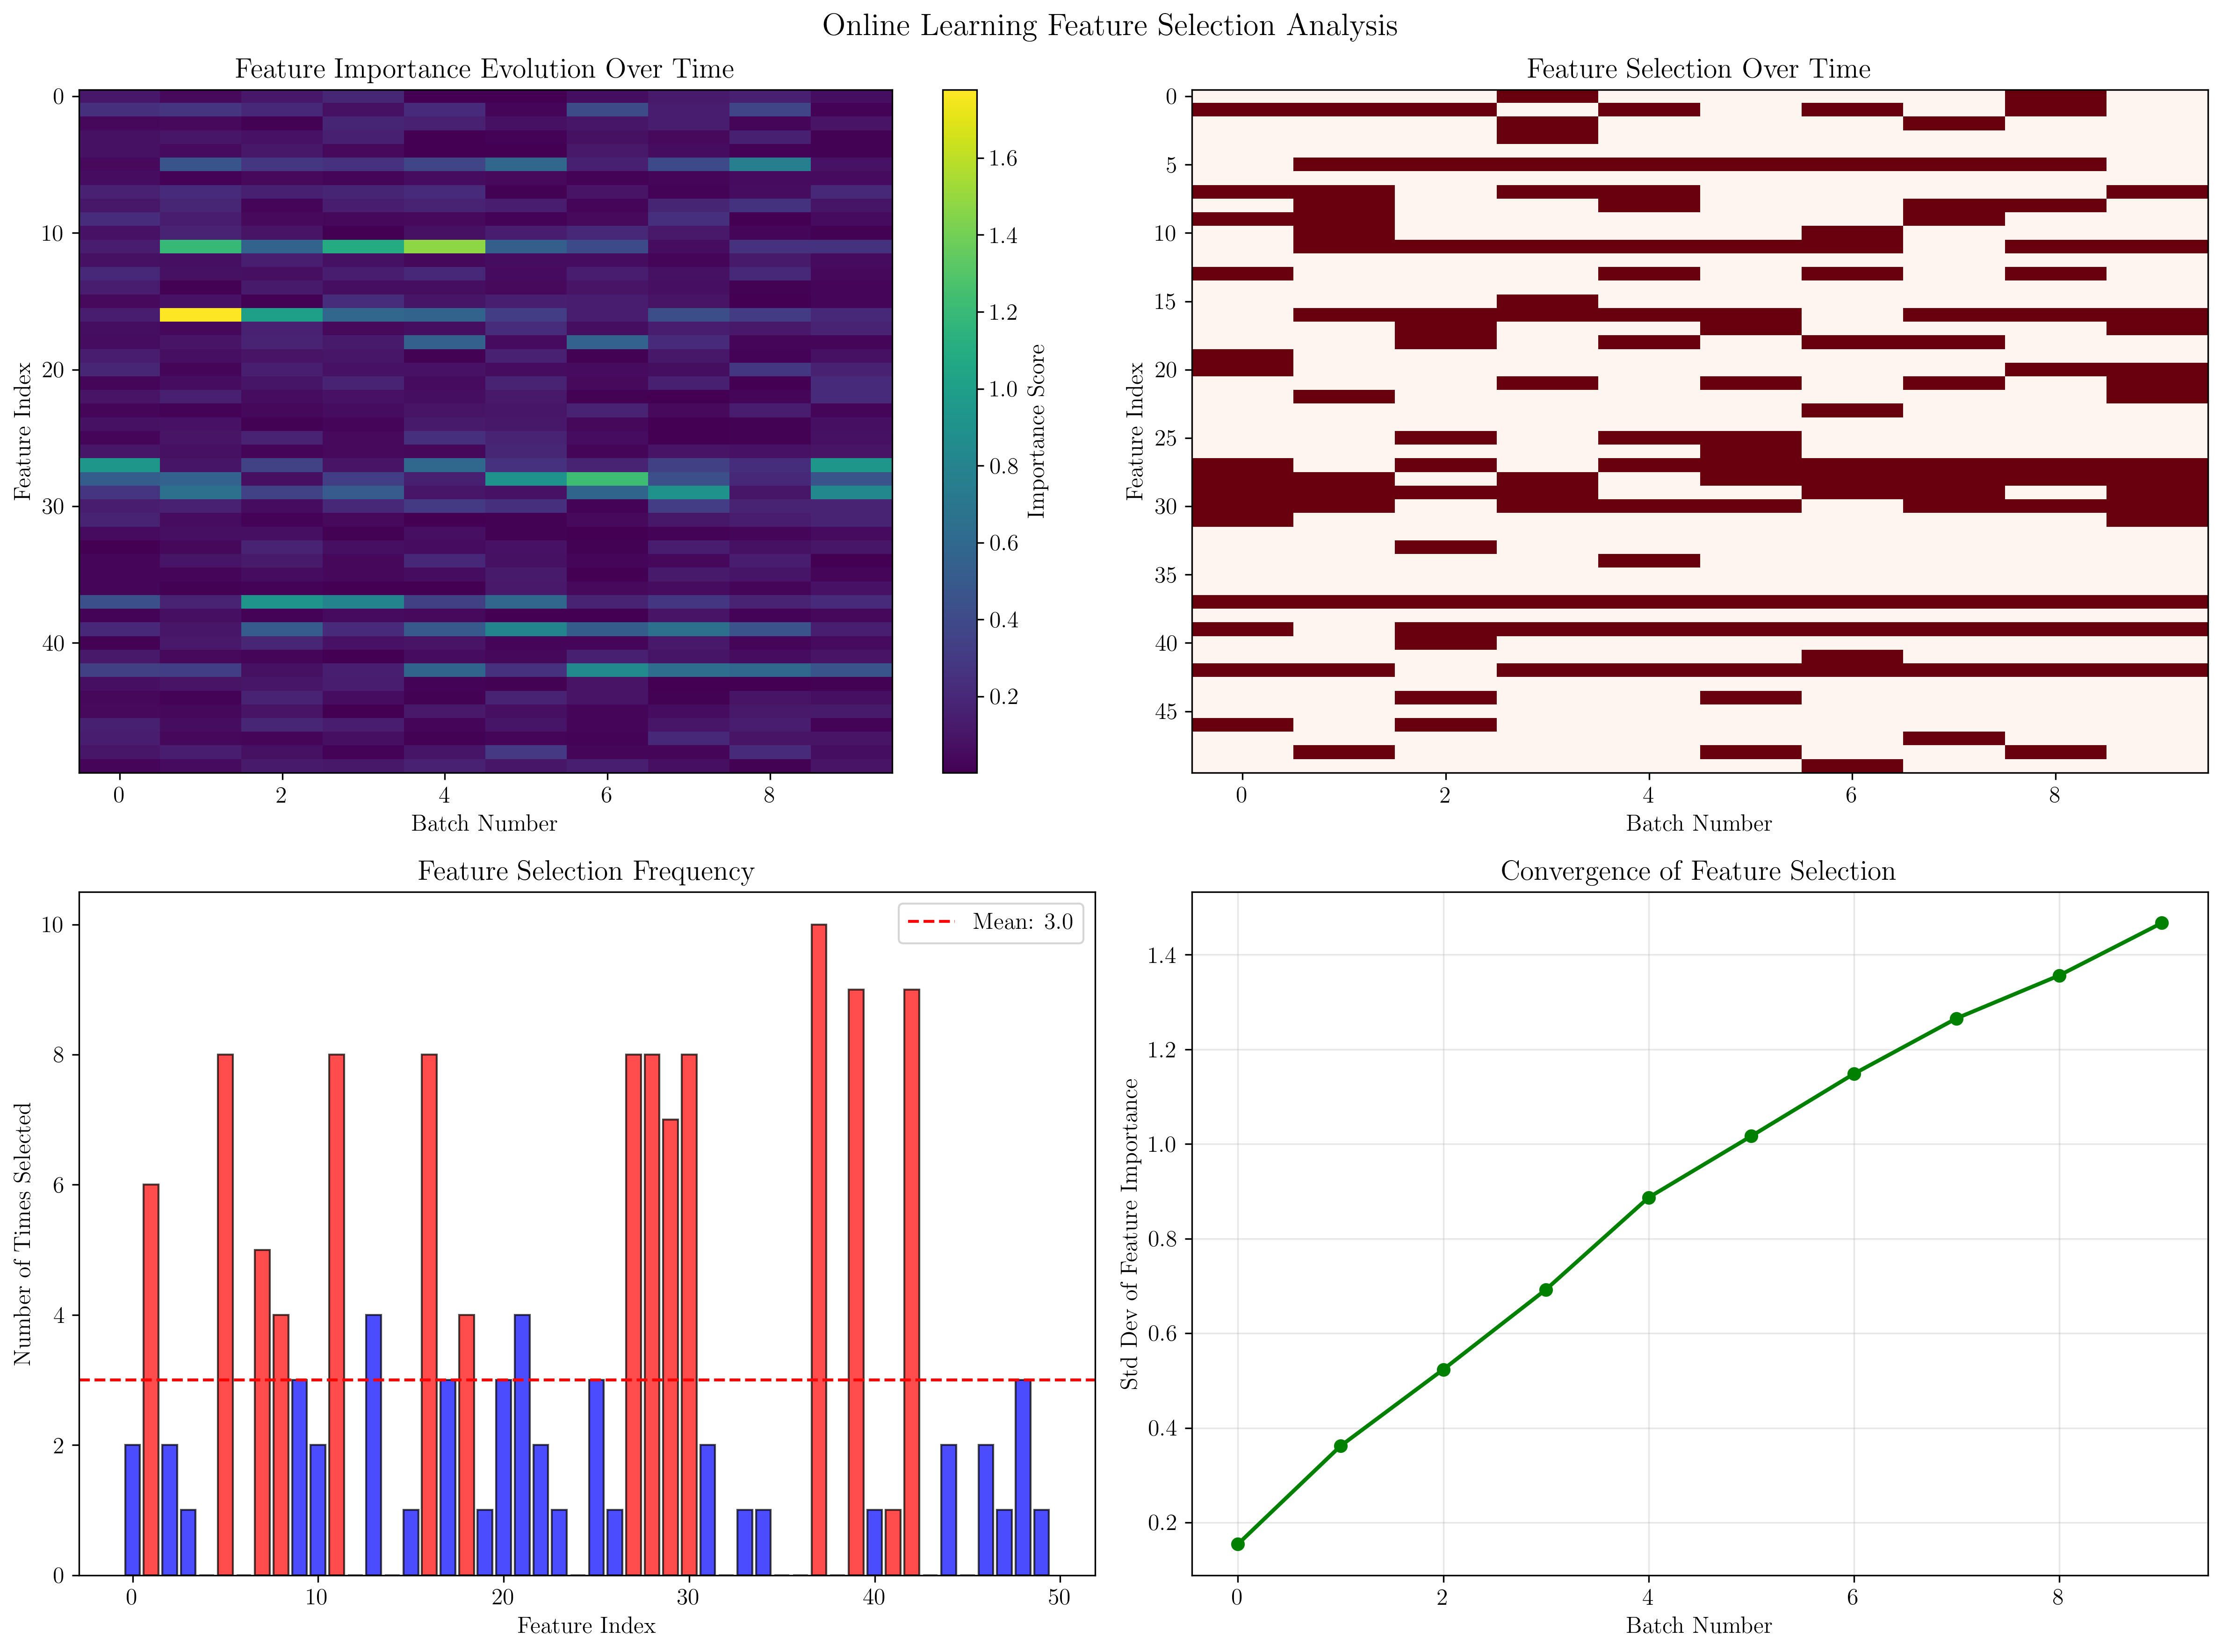 Online Learning Feature Selection Analysis
Feature Importance Evolution Over Time
0
10
20
30
40
Feature Index
0 2 4 6 8
Batch Number
1.6
1.4
1.2
1.0
0.8
0.6
0.4
0.2
Importance Score
Feature Selection Over Time
0
5
10
15
20
25
30
35
40
45
Feature Index
0 2 4 6 8
Batch Number
Feature Selection Frequency
Mean: 3.0
10
8
6
4
2
0
Number of Times Selected
0 10 20 30 40 50
Feature Index
Convergence of Feature Selection
1.4
1.2
1.0
0.8
0.6
0.4
0.2
Std Dev of Feature Importance
0 2 4 6 8
Batch Number